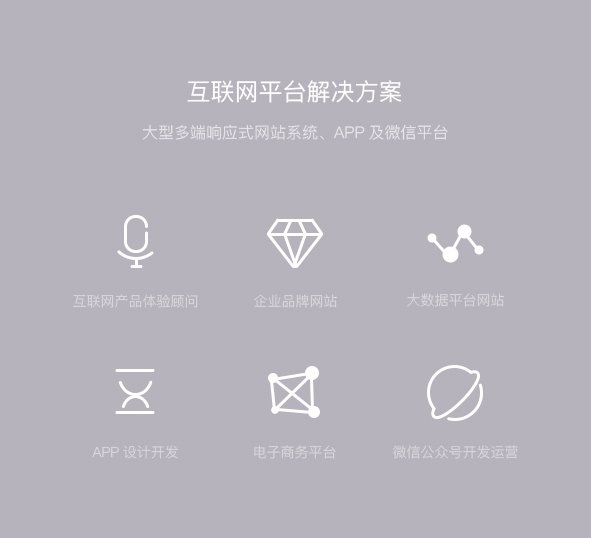 互联网平台解决方案
大型多端响应式网站系统、APP 及微信平台
互联网产品体验顾问
企业品牌网站
大数据平台网站
APP 设计开发
电子商务平台
微信公众号开发运营